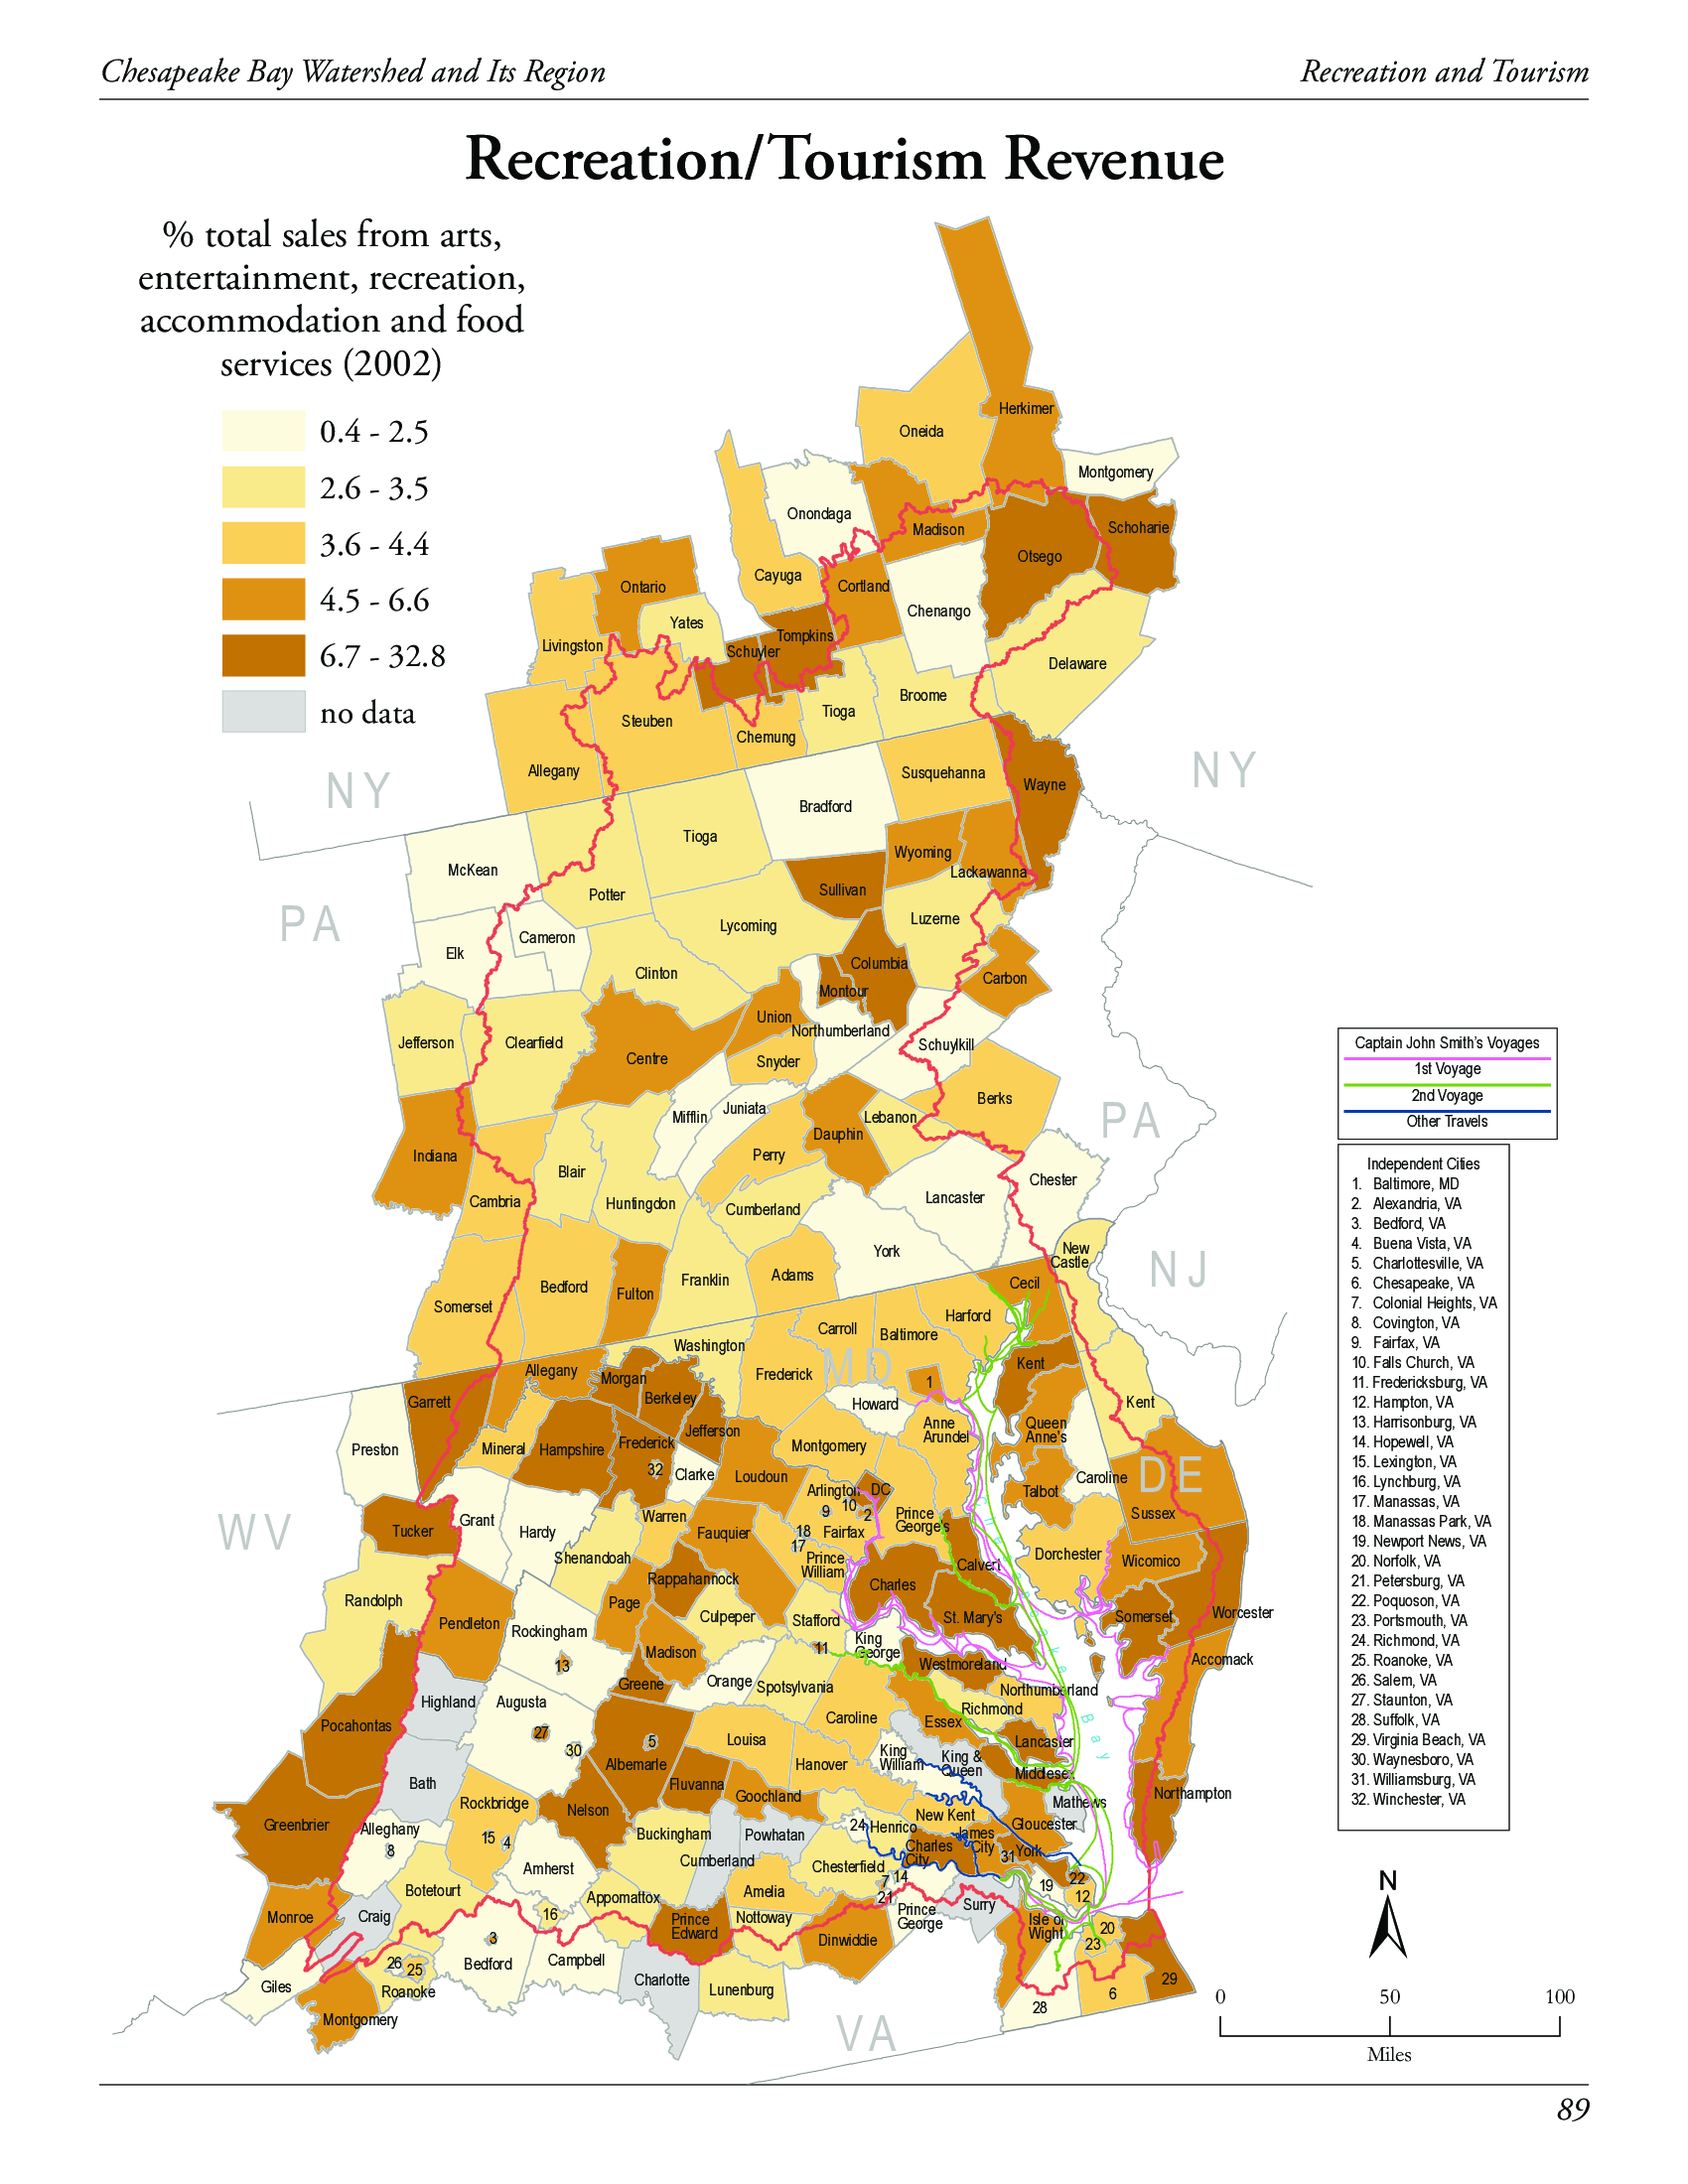 Chesapeake Bay Watershed and Its Region
Recreation and Tourism
Recreation/Tourism Revenue
% total sales from arts,
entertainment, recreation,
accommodation and food
services (2002)
0.4 - 2.5
2.6 - 3.5
3.6 - 4.4
4.5 - 6.6
6.7 - 32.8
no data
Herkimer
Oneida
Montgomery
Onondaga
Madison
Schoharie
Otsego
Cayuga
Cortland
Ontario
Chenango
Yates
Tompkins
Livingston
Schuyler
Delaware
Broome
Tioga
Steuben
Chemung
Allegany
NY
NY
Susquehanna
Wayne
Bradford
Tioga
Wyoming
McKean
Lackawanna
Sullivan
Potter
Luzerne
PA
Lycoming
Cameron
Elk
Columbia
Clinton
Carbon
Montour
Union
Northumberland
Jefferson
Clearfield
Schuylkill
Centre
Snyder
Berks
Juniata
Mifflin
Lebanon
PA
Dauphin
Indiana
Perry
Blair
Chester
Cambria
Huntingdon
Lancaster
Cumberland
York
New
Castle
NJ
Adams
Franklin
Bedford
Fulton
Cecil
Somerset
Harford
Carroll
Baltimore
Washington
MD
Kent
Allegany
Frederick
Morgan
1
Berkeley
Garrett
Howard
Kent
Anne
Arundel
Queen
Anne's
Jefferson
Preston
Mineral
Hampshire
Frederick
Montgomery
32
Clarke
Loudoun
Caroline
DE
Arlington
DC
Talbot
10
9
2
Sussex
WV
Grant
Warren
Prince
George's
Tucker
Hardy
Fauquier
18
Fairfax
17
Shenandoah
Prince
William
Dorchester
Wicomico
Calvert
Rappahannock
Charles
Randolph
Page
Culpeper
Stafford
St. Mary's
Somerset
Worcester
Pendleton
Rockingham
King
George
11
Madison
Accomack
13
Westmoreland
Greene
Orange
Spotsylvania
Northumberland
Highland
Augusta
Richmond
Caroline
Essex
Pocahontas
27
5
Louisa
Lancaster
Chesapeake Bay
30
King
William
King &
Queen
Albemarle
Hanover
Middlesex
Bath
Fluvanna
Goochland
Northampton
Rockbridge
Nelson
Mathews
Greenbrier
New Kent
Gloucester
Alleghany
24
Henrico
James
City
15
4
Buckingham
Powhatan
8
Charles
City
31
York
Cumberland
Amherst
Chesterfield
14
22
7
19
Botetourt
Appomattox
Amelia
21
12
Surry
Monroe
Craig
16
Prince
Edward
Nottoway
Prince
George
Isle of
Wight
20
3
Dinwiddie
23
26
25
Bedford
Campbell
Giles
Roanoke
Charlotte
Lunenburg
29
6
28
Montgomery
VA
Captain John Smith's Voyages
1st Voyage
2nd Voyage
Other Travels
Independent Cities
1. Baltimore, MD
2 Alexandria, VA
3. Bedford, VA
4. Buena Vista, VA
5. Charlottesville, VA
6. Chesapeake, VA
7. Colonial Heights, VA
8. Covington, VA
9. Fairfax, VA
10. Falls Church, VA
11. Fredericksburg, VA
12. Hampton, VA
13. Harrisonburg, VA
14. Hopewell, VA
15. Lexington, VA
16. Lynchburg, VA
17. Manassas, VA
18. Manassas Park, VA
19. Newport News, VA
20. Norfolk, VA
21. Petersburg, VA
22. Poquoson, VA
23. Portsmouth, VA
24. Richmond, VA
25. Roanoke, VA
26. Salem, VA
27. Staunton, VA
28. Suffolk, VA
29. Virginia Beach, VA
30. Waynesboro, VA
31. Williamsburg, VA
32. Winchester, VA
N
0 50 100
Miles
89